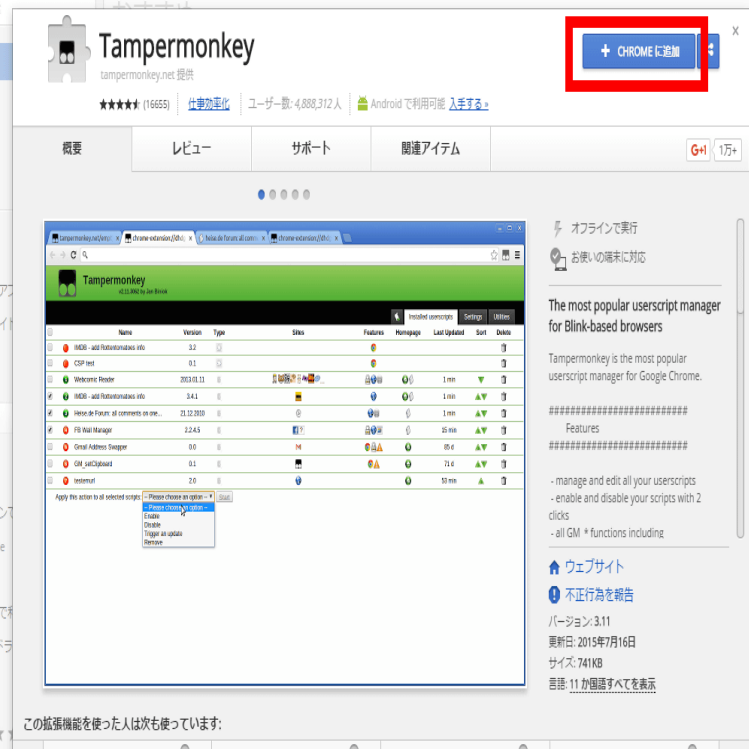 Tampermonkey
tampermonkey.net 提供
+ CHROME に追加
x
★★★★★ (16655) 仕事効率化 ユーザー数: 4,888,312 人 Android で利用可能 入手する »
概要 レビュー サポート 関連アイテム
G+1 1万+
Tampermonkey
v2.11.3062 by Jan Biniok
Installed userscripts Settings Utilities
Name Version Type Sites Features Homepage Last Updated Sort Delete
IMDB - add Rottentomatoes info 3.2
CSP test 0.1
Webcomic Reader 2013.01.11 1 min
IMDB - add Rottentomatoes info 3.4.1 1 min
Heise.de Forum: all comments on one... 21.12.2010 1 min
FB Wall Manager 2.2.4.5 15 min
Gmail Address Swapper 0.0 85 d
GM_setClipboard 0.1 71 d
testemurl 2.0 53 min
Apply this action to all selected scripts: -- Please choose an option -- Start
-- Please choose an option --
Enable
Disable
Trigger an update
Remove
オフラインで実行
お使いの端末に対応
The most popular userscript manager
for Blink-based browsers
Tampermonkey is the most popular
userscript manager for Google Chrome.
##########################
Features
##########################
- manage and edit all your userscripts
- enable and disable your scripts with 2
clicks
- all GM_* functions including
ウェブサイト
不正行為を報告
バージョン: 3.11
更新日: 2015年7月16日
サイズ: 741KB
言語: 11 か国語すべてを表示
この拡張機能を使った人は次も使っています: